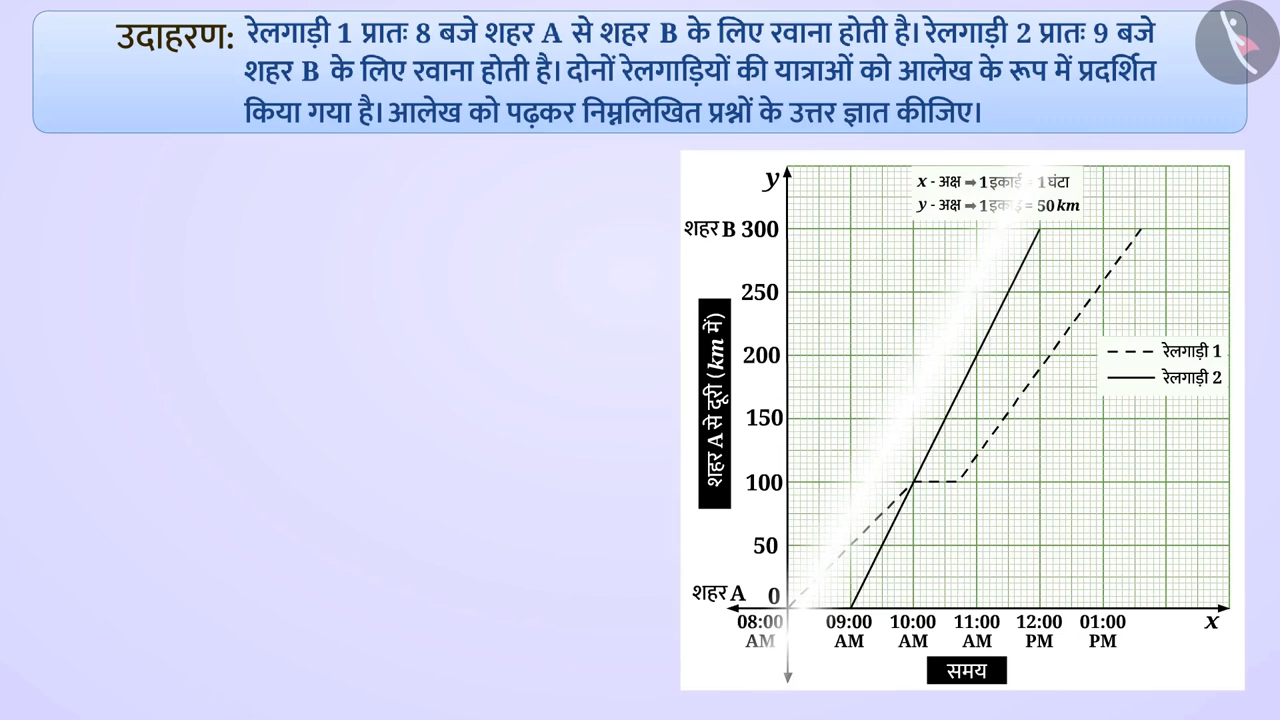 उदाहरण: रेलगाड़ी 1 प्रातः 8 बजे शहर A से शहर B के लिए रवाना होती है। रेलगाड़ी 2 प्रातः 9 बजे
शहर B के लिए रवाना होती है। दोनों रेलगाड़ियों की यात्राओं को आलेख के रूप में प्रदर्शित
किया गया है। आलेख को पढ़कर निम्नलिखित प्रश्नों के उत्तर ज्ञात कीजिए।
y
x - अक्ष ➡ 1 इकाई = 1 घंटा
y - अक्ष ➡ 1 इकाई = 50 km
शहर B 300
250
200
150
100
50
शहर A 0
शहर A से दूरी (km में)
रेलगाड़ी 1
रेलगाड़ी 2
08:00 AM
09:00 AM
10:00 AM
11:00 AM
12:00 PM
01:00 PM
x
समय